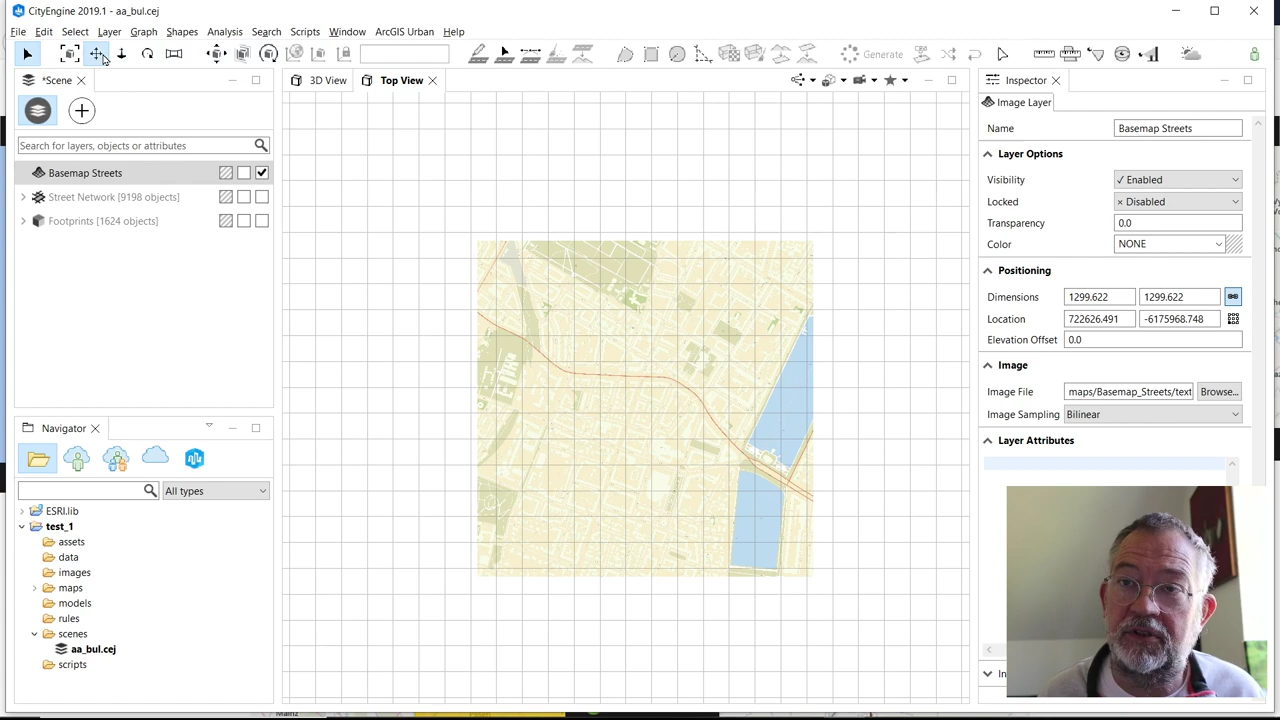 CityEngine 2019.1 - aa_bul.cej
File Edit Select Layer Graph Shapes Analysis Search Scripts Window ArcGIS Urban Help
Generate
*Scene
3D View
Top View
Inspector
Image Layer
Search for layers, objects or attributes
Name Basemap Streets
Layer Options
Basemap Streets
Visibility ✓ Enabled
Street Network [9198 objects]
Locked × Disabled
Footprints [1624 objects]
Transparency 0.0
Color NONE
Positioning
Dimensions 1299.622 1299.622
Location 722626.491 -6175968.748
Elevation Offset 0.0
Image
Image File maps/Basemap_Streets/text Browse...
Image Sampling Bilinear
Navigator
Layer Attributes
All types
ESRI.lib
test_1
assets
data
images
maps
models
rules
scenes
aa_bul.cej
scripts
In